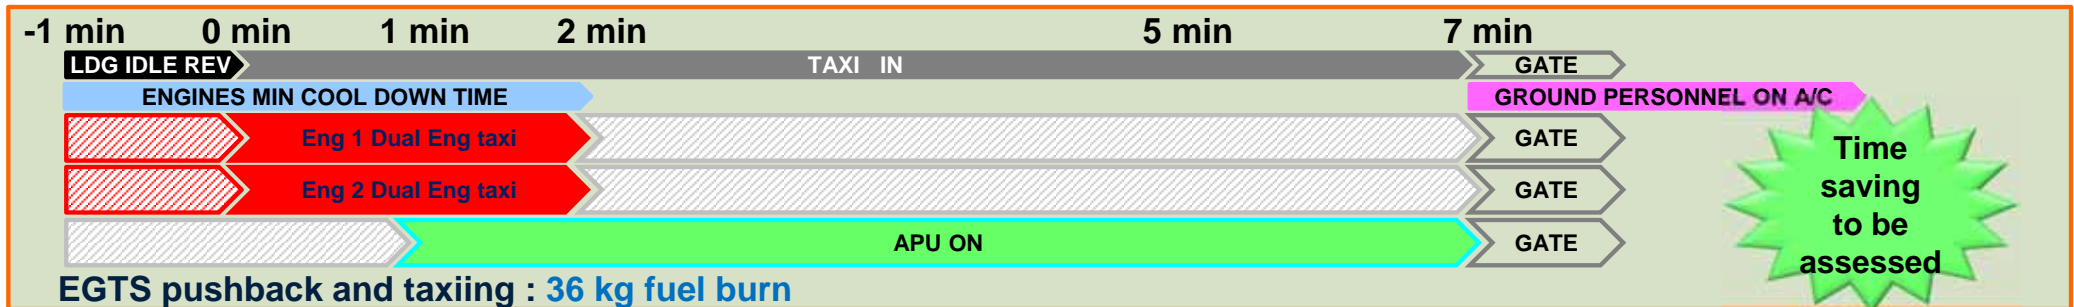 -1 min 0 min 1 min 2 min 5 min 7 min
LDG IDLE REV TAXI IN GATE
ENGINES MIN COOL DOWN TIME GROUND PERSONNEL ON A/C
Eng 1 Dual Eng taxi GATE
Eng 2 Dual Eng taxi GATE
APU ON GATE
Time
saving
to be
assessed
EGTS pushback and taxiing : 36 kg fuel burn